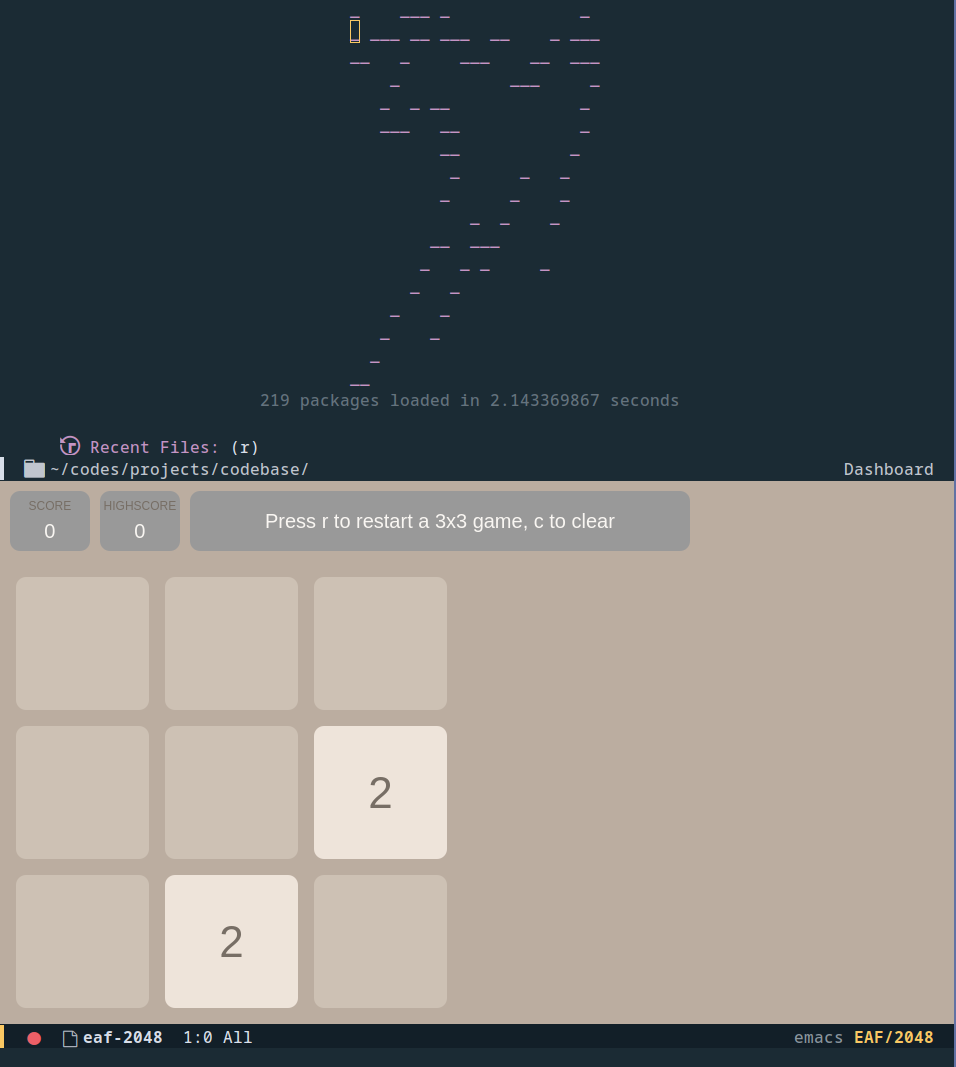 219 packages loaded in 2.143369867 seconds
Recent Files: (r)
~/codes/projects/codebase/ Dashboard
SCORE HIGHSCORE
0 0 Press r to restart a 3x3 game, c to clear
2
2
eaf-2048 1:0 All emacs EAF/2048